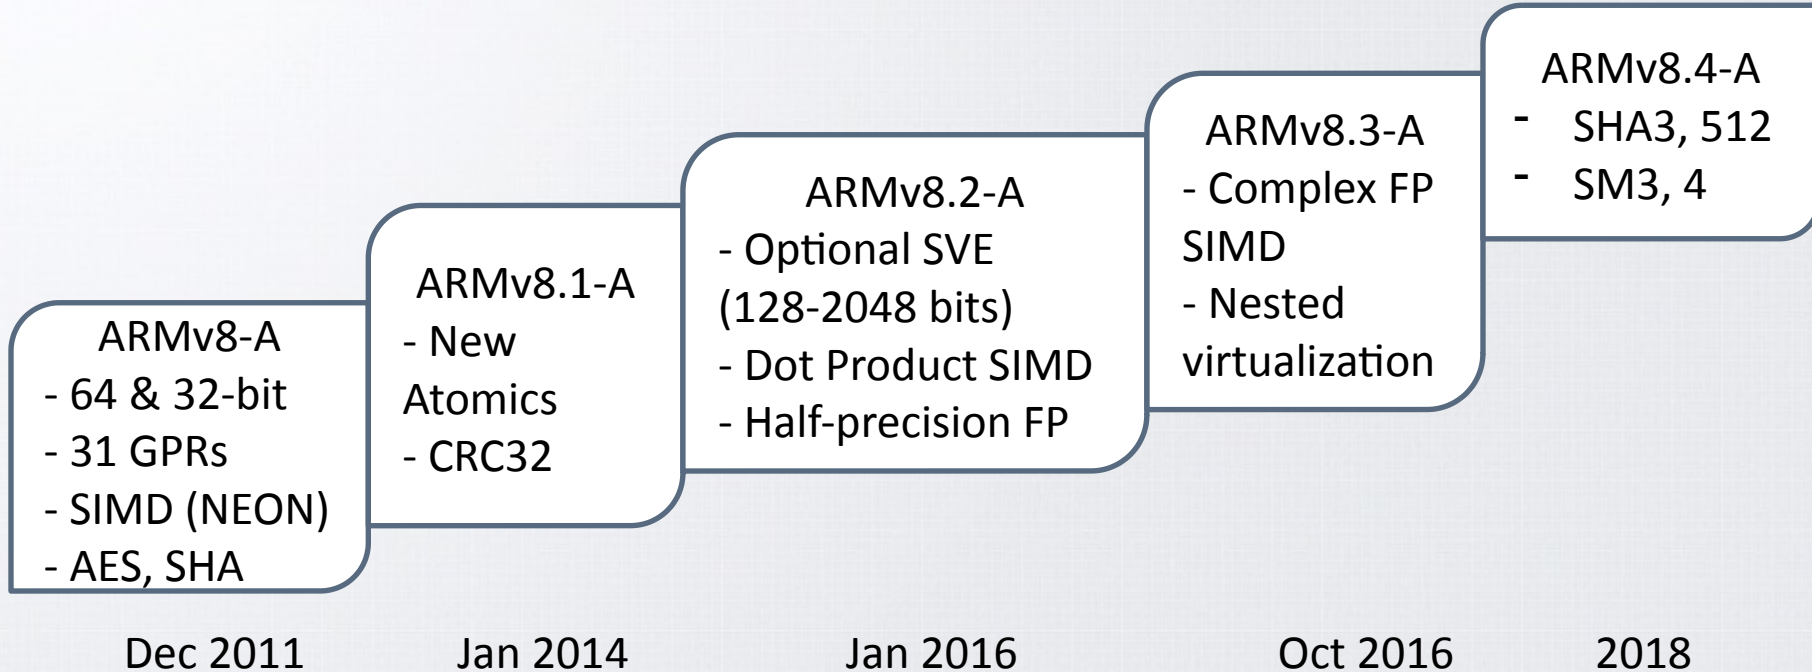 ARMv8-A
- 64 & 32-bit
- 31 GPRs
- SIMD (NEON)
- AES, SHA
ARMv8.1-A
- New
Atomics
- CRC32
ARMv8.2-A
- Optional SVE
(128-2048 bits)
- Dot Product SIMD
- Half-precision FP
ARMv8.3-A
- Complex FP
SIMD
- Nested
virtualization
ARMv8.4-A
- SHA3, 512
- SM3, 4
Dec 2011
Jan 2014
Jan 2016
Oct 2016
2018